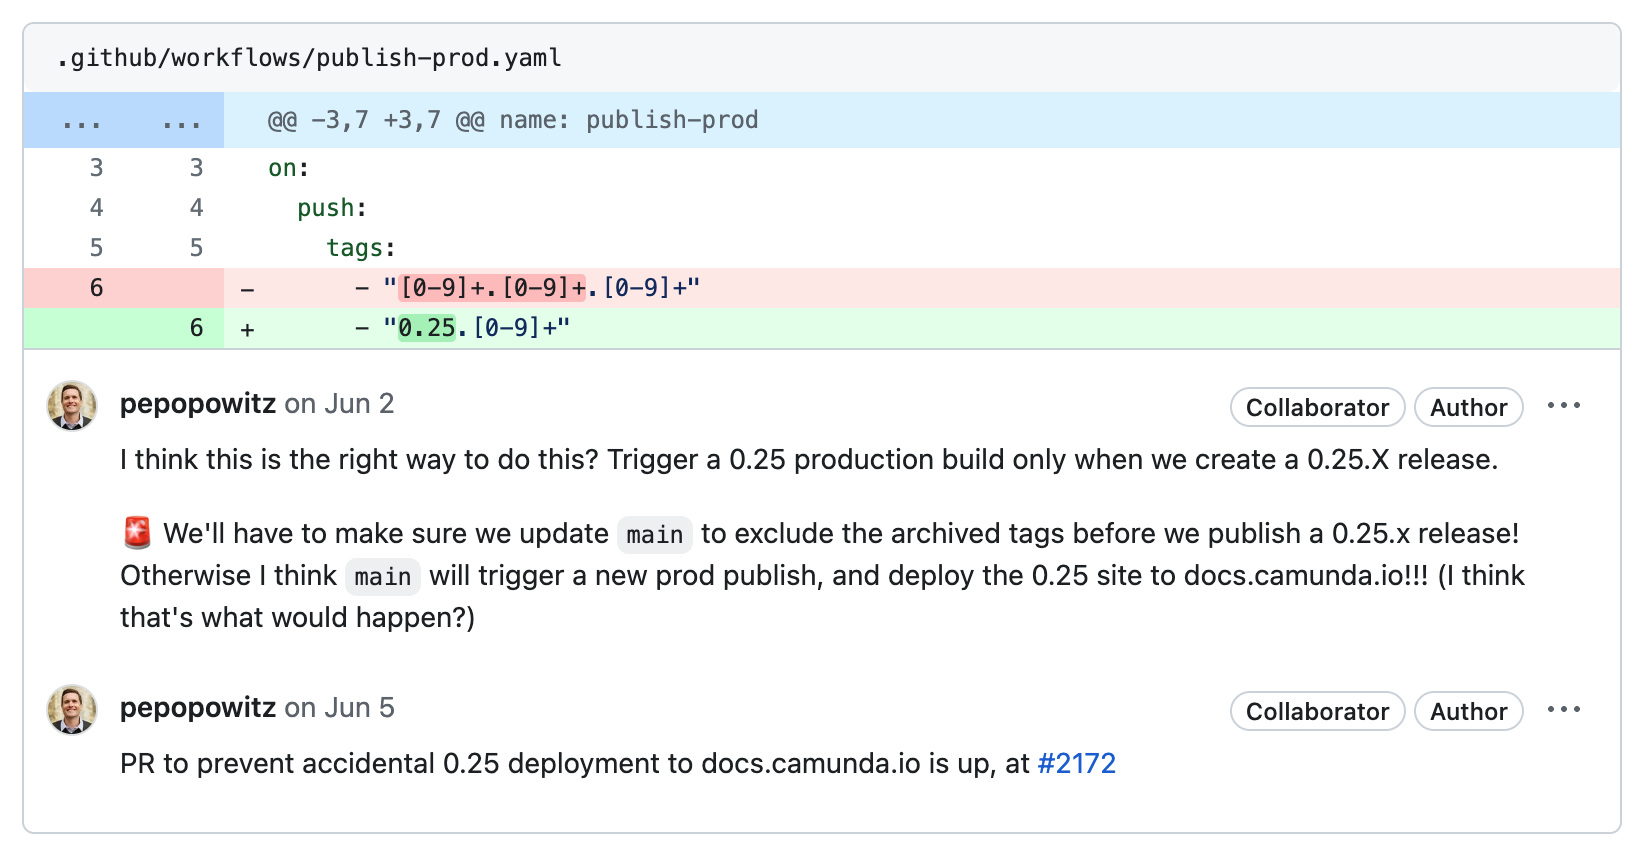 .github/workflows/publish-prod.yaml
... ... @@ -3,7 +3,7 @@ name: publish-prod
3 3 on:
4 4 push:
5 5 tags:
6 - - "[0-9]+.[0-9]+.[0-9]+"
6 + - "0.25.[0-9]+"
pepopowitz on Jun 2 Collaborator Author ...
I think this is the right way to do this? Trigger a 0.25 production build only when we create a 0.25.X release.
🚨 We'll have to make sure we update main to exclude the archived tags before we publish a 0.25.x release!
Otherwise I think main will trigger a new prod publish, and deploy the 0.25 site to docs.camunda.io!!! (I think
that's what would happen?)
pepopowitz on Jun 5 Collaborator Author ...
PR to prevent accidental 0.25 deployment to docs.camunda.io is up, at #2172